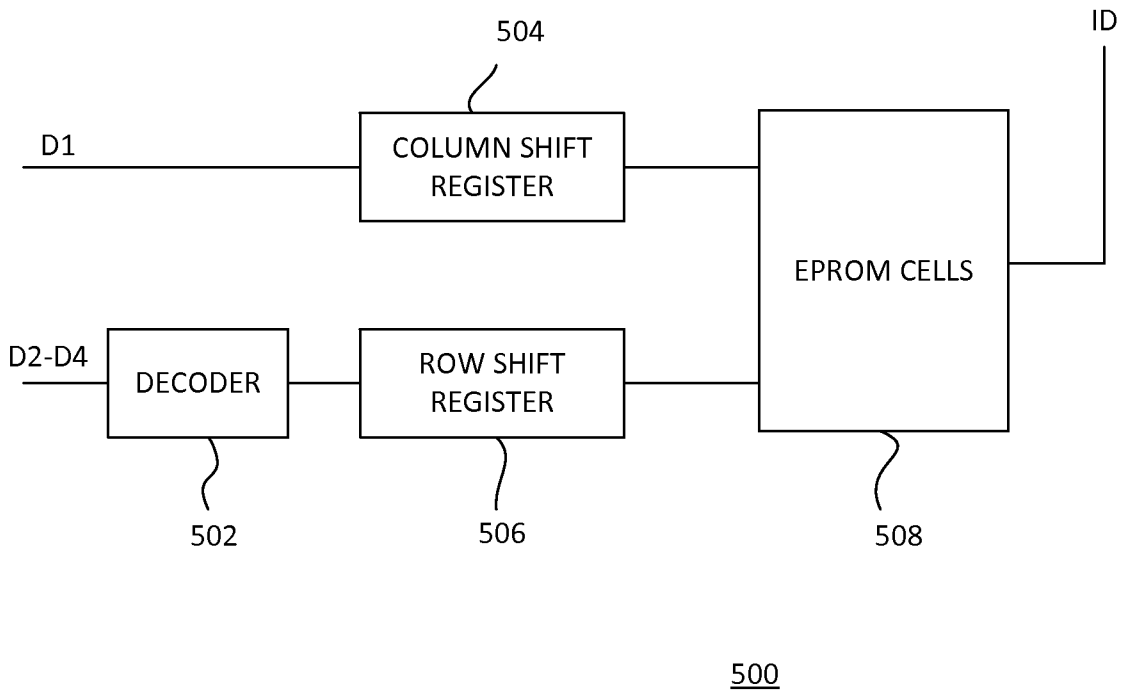 504
ID
D1
COLUMN SHIFT
REGISTER
EPROM CELLS
D2-D4
DECODER
ROW SHIFT
REGISTER
502
506
508
500